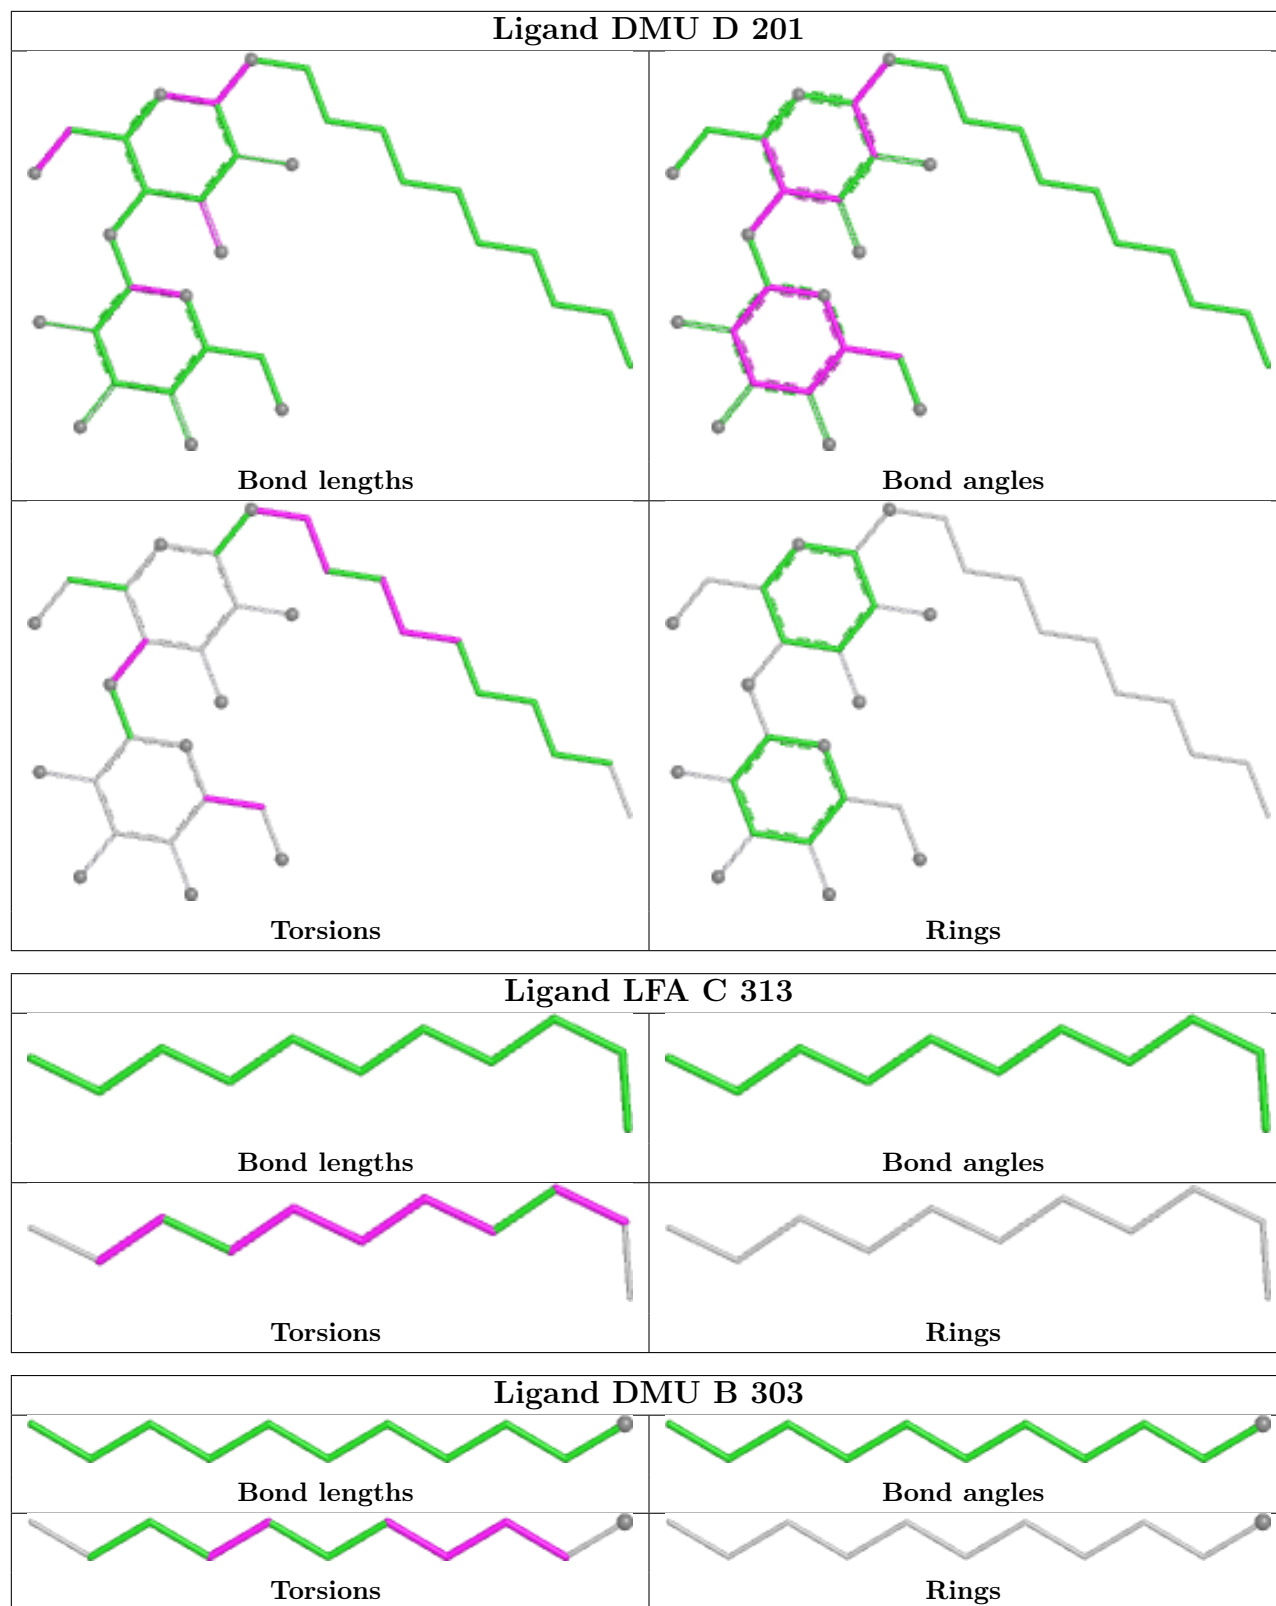 Ligand DMU D 201
Bond lengths
Bond angles
Torsions
Rings
Ligand LFA C 313
Bond lengths
Bond angles
Torsions
Rings
Ligand DMU B 303
Bond lengths
Bond angles
Torsions
Rings